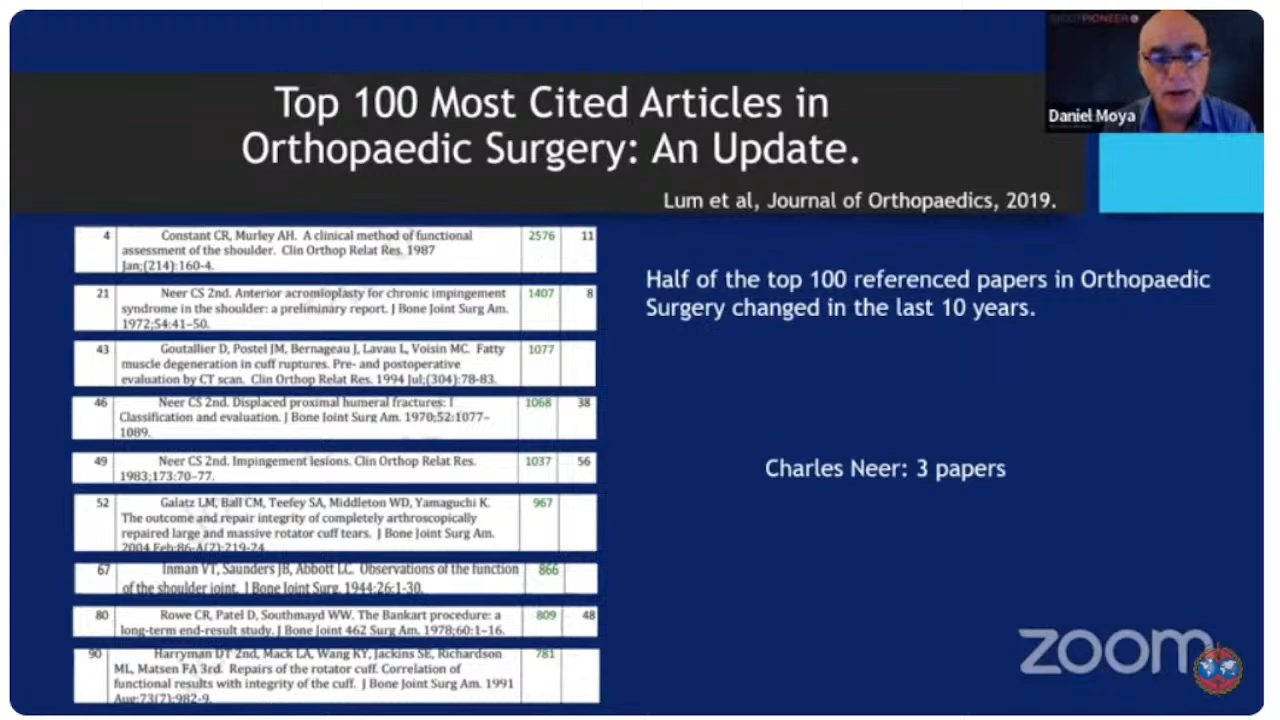 Top 100 Most Cited Articles in
Orthopaedic Surgery: An Update.
Lum et al, Journal of Orthopaedics, 2019.
Daniel Moya
4 Constant CR, Murley AH. A clinical method of functional 2576 11
assessment of the shoulder. Clin Orthop Relat Res. 1987
Jan;(214):160-4.
21 Neer CS 2nd. Anterior acromioplasty for chronic impingement 1407 8
syndrome in the shoulder: a preliminary report. J Bone Joint Surg Am.
1972;54:41–50.
43 Goutallier D, Postel JM, Bernageau J, Lavau L, Voisin MC. Fatty 1077
muscle degeneration in cuff ruptures. Pre- and postoperative
evaluation by CT scan. Clin Orthop Relat Res. 1994 Jul;(304):78-83.
46 Neer CS 2nd. Displaced proximal humeral fractures: I 1068 38
Classification and evaluation. J Bone Joint Surg Am. 1970;52:1077–
1089.
49 Neer CS 2nd. Impingement lesions. Clin Orthop Relat Res. 1037 56
1983;173:70–77.
52 Galatz LM, Ball CM, Teefey SA, Middleton WD, Yamaguchi K. 967
The outcome and repair integrity of completely arthroscopically
repaired large and massive rotator cuff tears. J Bone Joint Surg Am.
2004 Feb;86-A(2):219-24.
67 Inman VT, Saunders JB, Abbott LC. Observations of the function 866
of the shoulder joint. J Bone Joint Surg. 1944;26:1-30.
80 Rowe CR, Patel D, Southmayd WW. The Bankart procedure: a 809 48
long-term end-result study. J Bone Joint 462 Surg Am. 1978;60:1–16.
90 Harryman DT 2nd, Mack LA, Wang KY, Jackins SE, Richardson 781
ML, Matsen FA 3rd. Repairs of the rotator cuff. Correlation of
functional results with integrity of the cuff. J Bone Joint Surg Am. 1991
Aug;73(7):982-9.
Half of the top 100 referenced papers in Orthopaedic
Surgery changed in the last 10 years.
Charles Neer: 3 papers
zoom